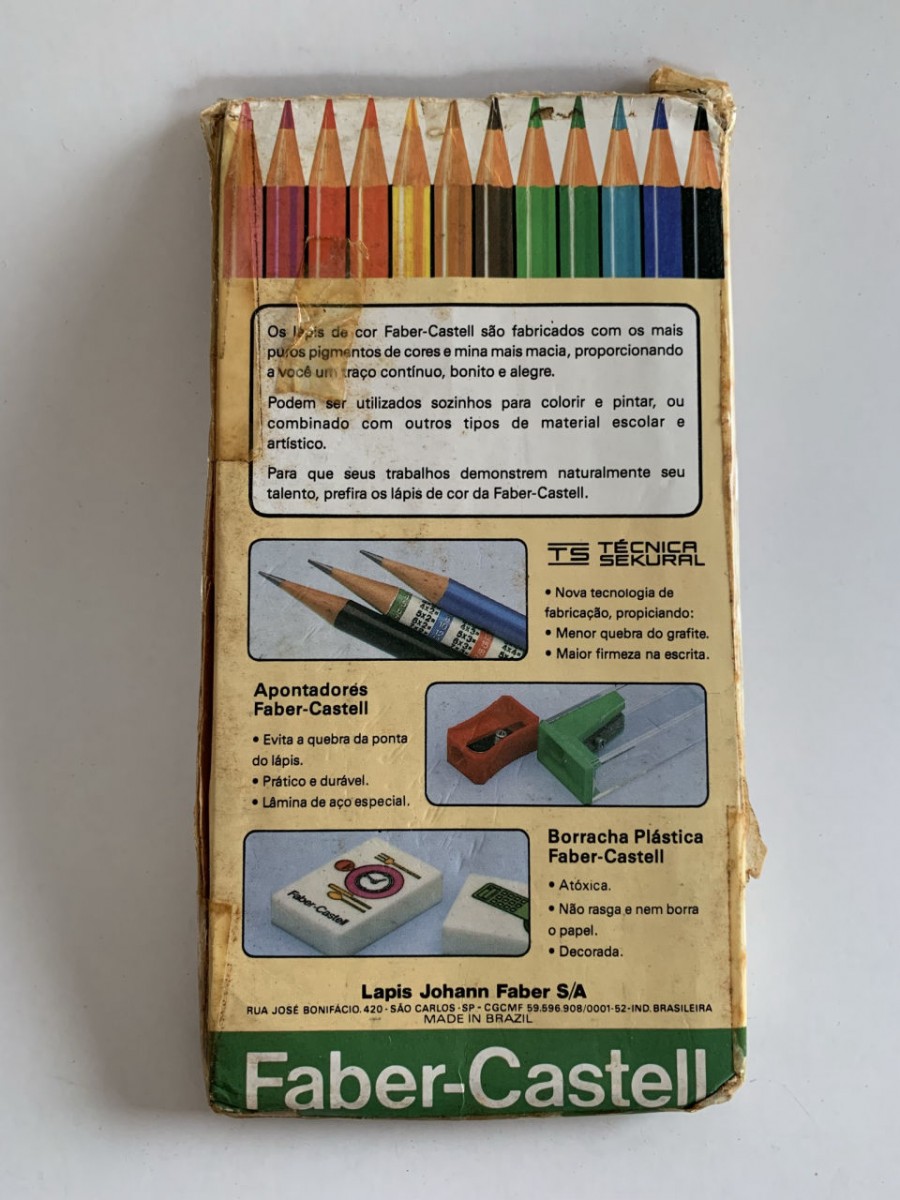 Os lápis de cor Faber-Castell são fabricados com os mais
puros pigmentos de cores e mina mais macia, proporcionando
a você um traço contínuo, bonito e alegre.
Podem ser utilizados sozinhos para colorir e pintar, ou
combinado com outros tipos de material escolar e
artístico.
Para que seus trabalhos demonstrem naturalmente seu
talento, prefira os lápis de cor da Faber-Castell.
TS TÉCNICA
SEKURAL
• Nova tecnologia de
fabricação, propiciando:
• Menor quebra do grafite.
• Maior firmeza na escrita.
Apontadores
Faber-Castell
• Evita a quebra da ponta
do lápis.
• Prático e durável.
• Lâmina de aço especial.
Faber-Castell
Borracha Plástica
Faber-Castell
• Atóxica.
• Não rasga e nem borra
o papel.
• Decorada.
Lapis Johann Faber S/A
RUA JOSÉ BONIFÁCIO, 420 - SÃO CARLOS - SP - CGCMF 59.596.908/0001-52-IND. BRASILEIRA
MADE IN BRAZIL
Faber-Castell